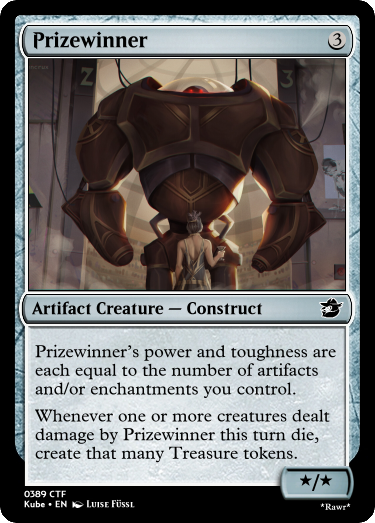 Prizewinner 3
Z 3
Artifact Creature — Construct
Prizewinner's power and toughness are
each equal to the number of artifacts
and/or enchantments you control.
Whenever one or more creatures dealt
damage by Prizewinner this turn die,
create that many Treasure tokens.
★/★
0389 CTF
Kube • EN Luise Füssl
*Rawr*